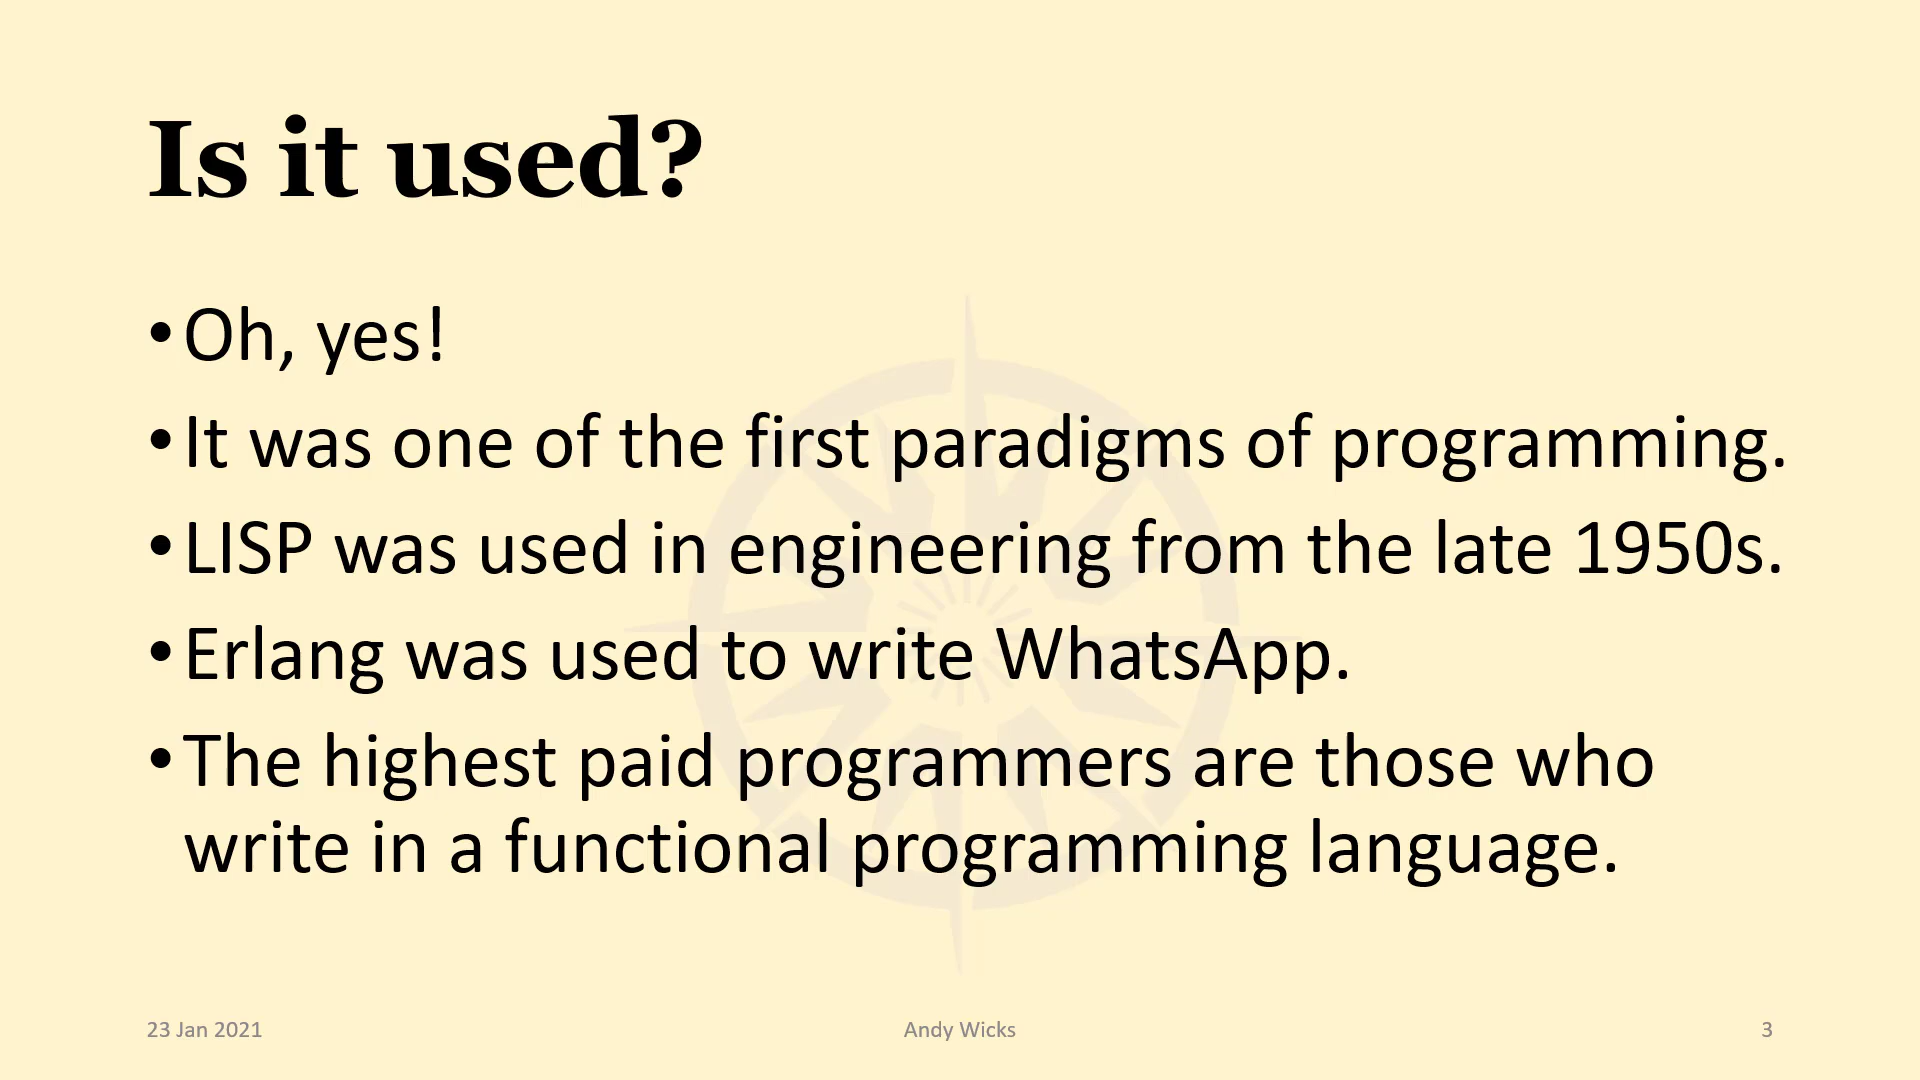 Is it used?
•Oh, yes!
•It was one of the first paradigms of programming.
•LISP was used in engineering from the late 1950s.
•Erlang was used to write WhatsApp.
•The highest paid programmers are those who
write in a functional programming language.
23 Jan 2021
Andy Wicks
3